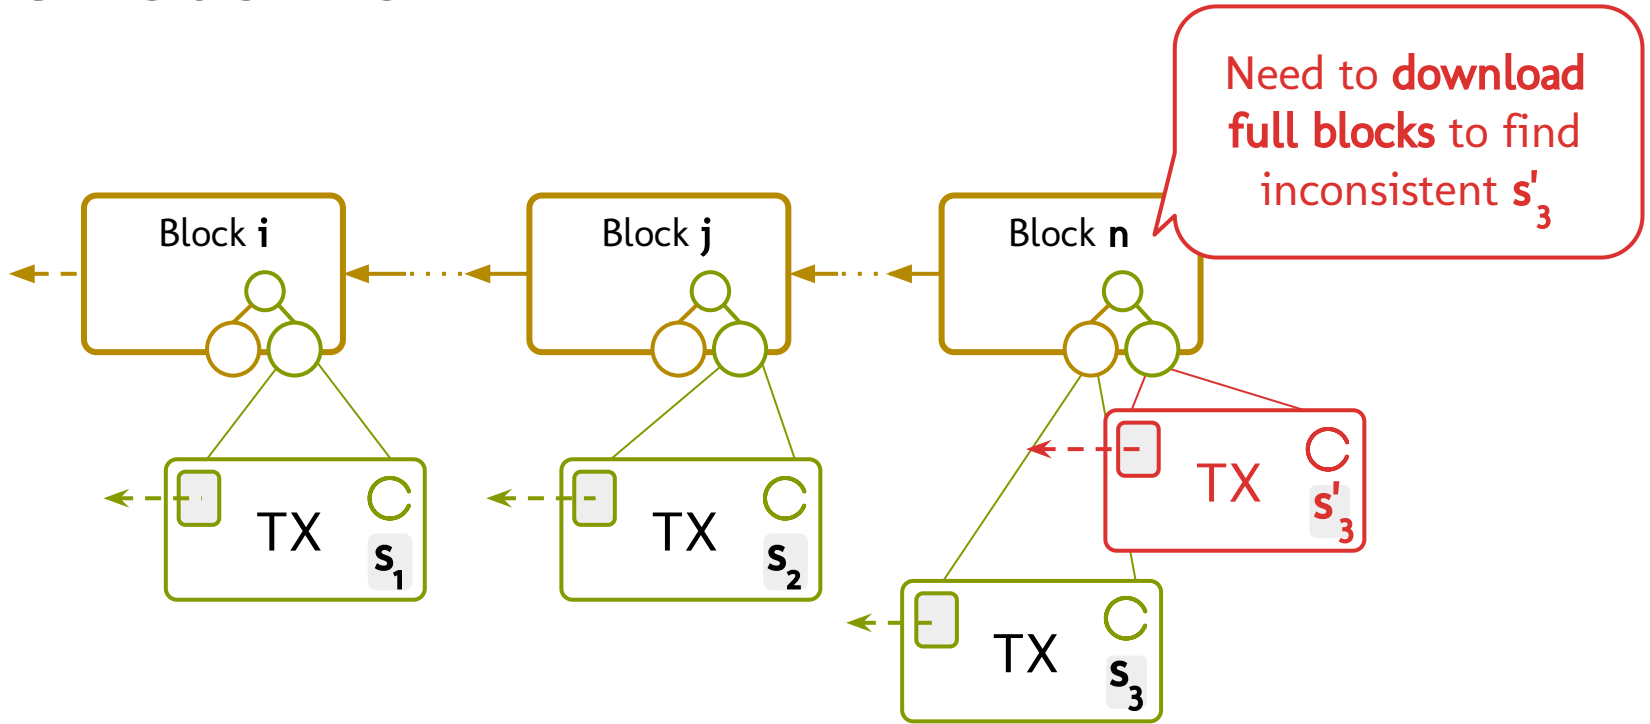 Need to download
full blocks to find
inconsistent s'3
Block i
Block j
Block n
TX
s1
TX
s2
TX
s'3
TX
s3